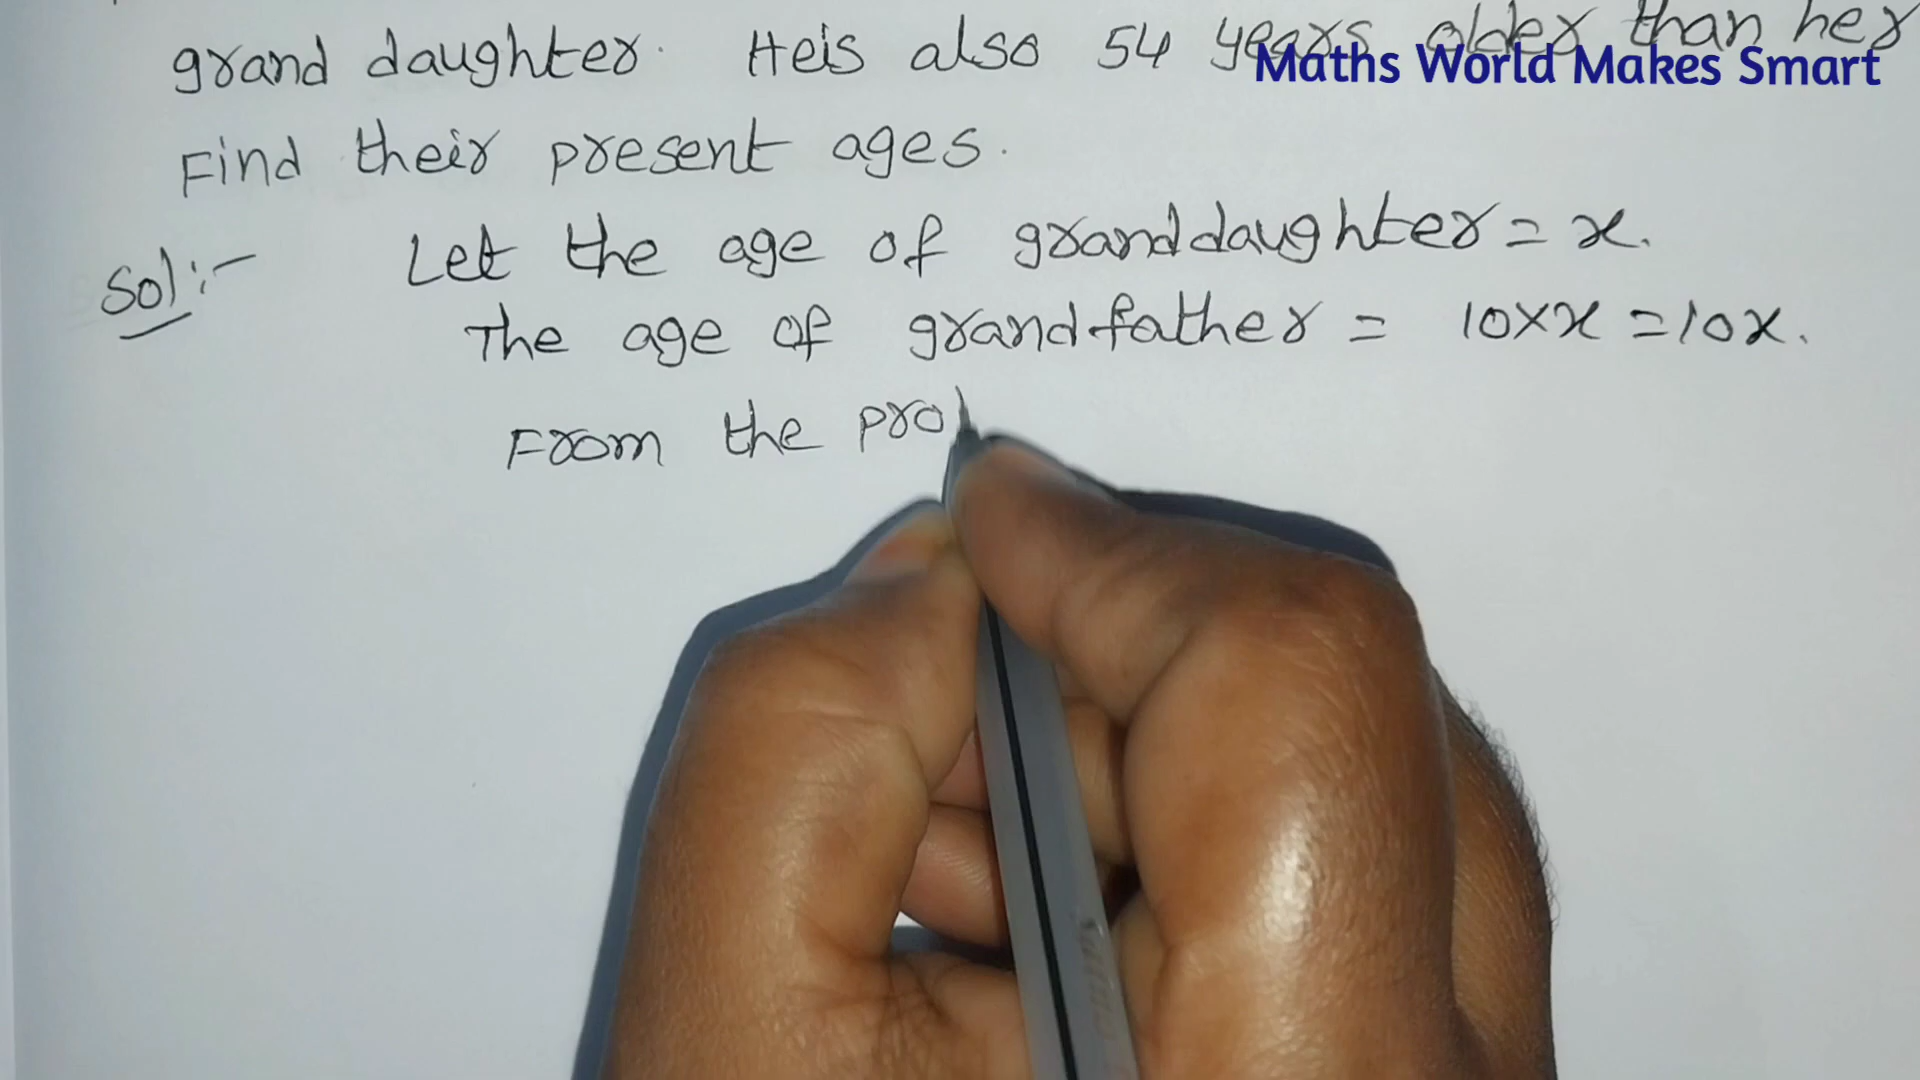 grand daughter. He is also 54 years older than her
Maths World Makes Smart
Find their present ages.
Sol:- Let the age of granddaughter = x.
The age of grandfather = 10×x = 10x.
From the pro